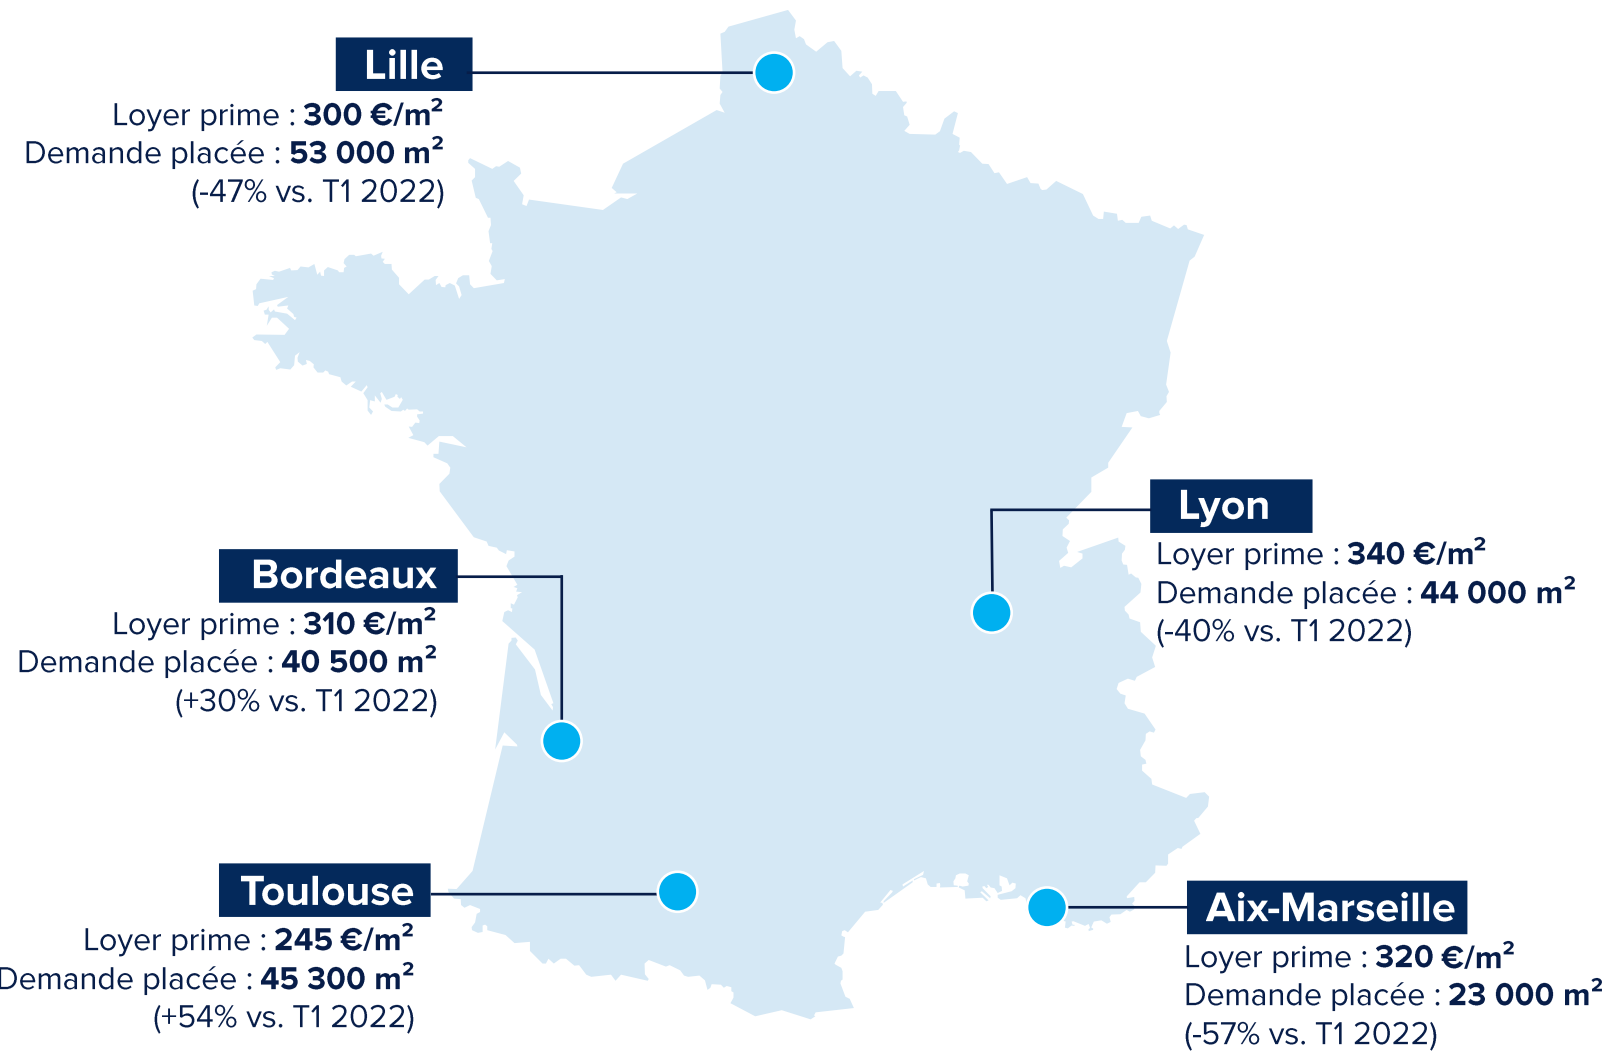 Lille
Loyer prime : 300 €/m²
Demande placée : 53 000 m²
(-47% vs. T1 2022)
Lyon
Loyer prime : 340 €/m²
Demande placée : 44 000 m²
(-40% vs. T1 2022)
Bordeaux
Loyer prime : 310 €/m²
Demande placée : 40 500 m²
(+30% vs. T1 2022)
Toulouse
Loyer prime : 245 €/m²
Demande placée : 45 300 m²
(+54% vs. T1 2022)
Aix-Marseille
Loyer prime : 320 €/m²
Demande placée : 23 000 m²
(-57% vs. T1 2022)